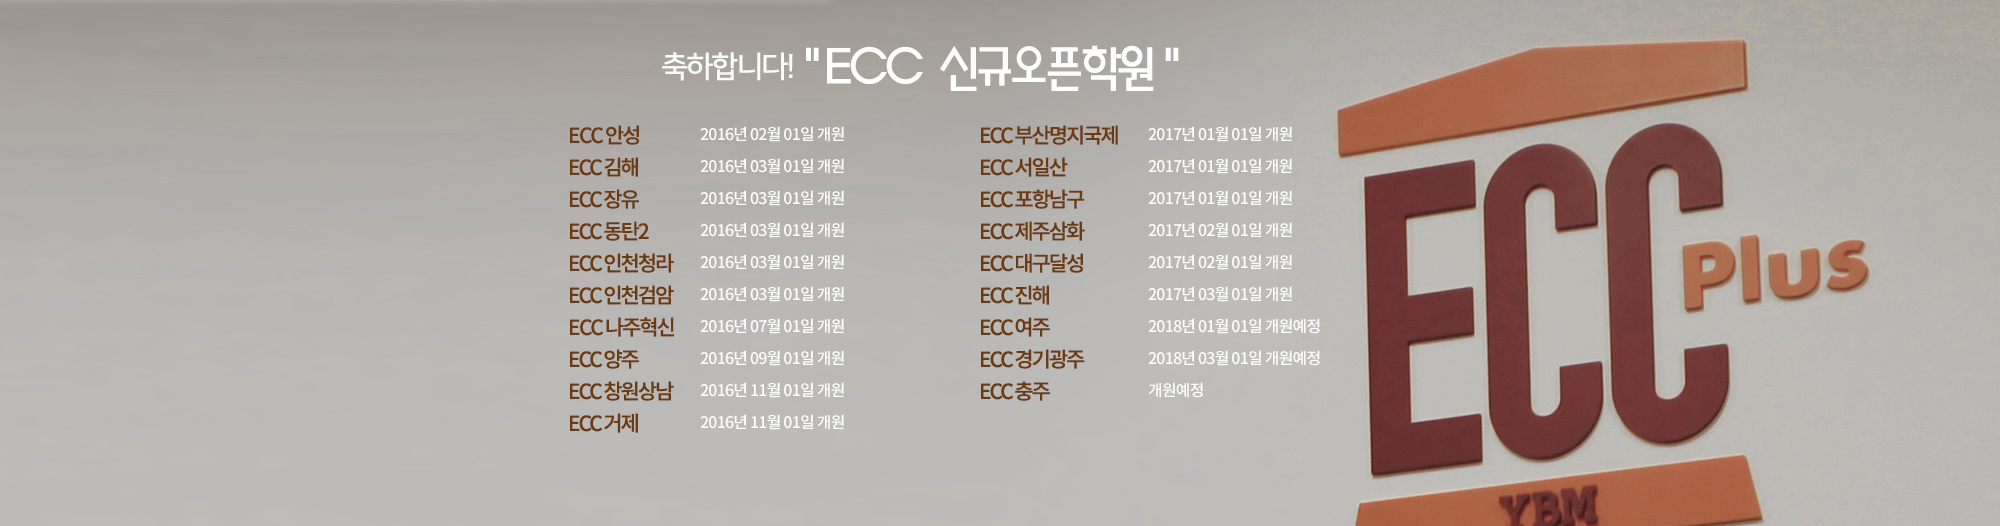 축하합니다! "ECC 신규오픈학원"
ECC 안성 2016년 02월 01일 개원
ECC 김해 2016년 03월 01일 개원
ECC 장유 2016년 03월 01일 개원
ECC 동탄2 2016년 03월 01일 개원
ECC 인천청라 2016년 03월 01일 개원
ECC 인천검암 2016년 03월 01일 개원
ECC 나주혁신 2016년 07월 01일 개원
ECC 양주 2016년 09월 01일 개원
ECC 창원상남 2016년 11월 01일 개원
ECC 거제 2016년 11월 01일 개원
ECC 부산명지국제 2017년 01월 01일 개원
ECC 서일산 2017년 01월 01일 개원
ECC 포항남구 2017년 01월 01일 개원
ECC 제주삼화 2017년 02월 01일 개원
ECC 대구달성 2017년 02월 01일 개원
ECC 진해 2017년 03월 01일 개원
ECC 여주 2018년 01월 01일 개원예정
ECC 경기광주 2018년 03월 01일 개원예정
ECC 충주 개원예정
ECC Plus
YBM